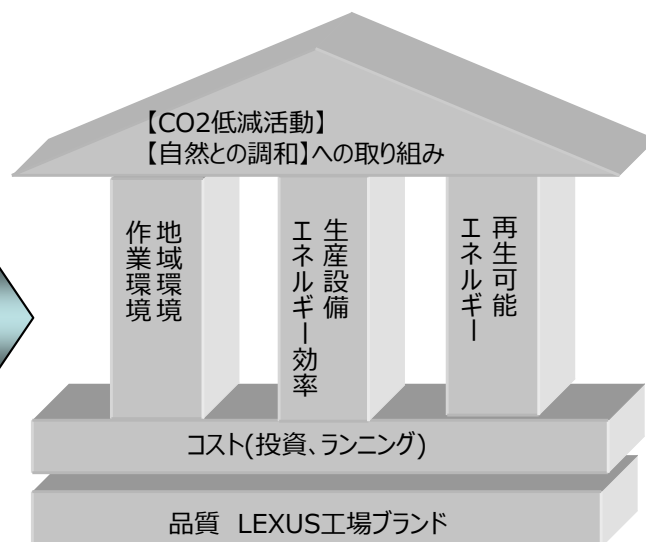 【CO2低減活動】
【自然との調和】への取り組み
地域環境
作業環境
生産設備
エネルギー効率
再生可能
エネルギー
コスト(投資、ランニング)
品質 LEXUS工場ブランド